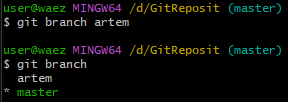 user@waez MINGW64 /d/GitReposit (master)
$ git branch artem
user@waez MINGW64 /d/GitReposit (master)
$ git branch
  artem
* master